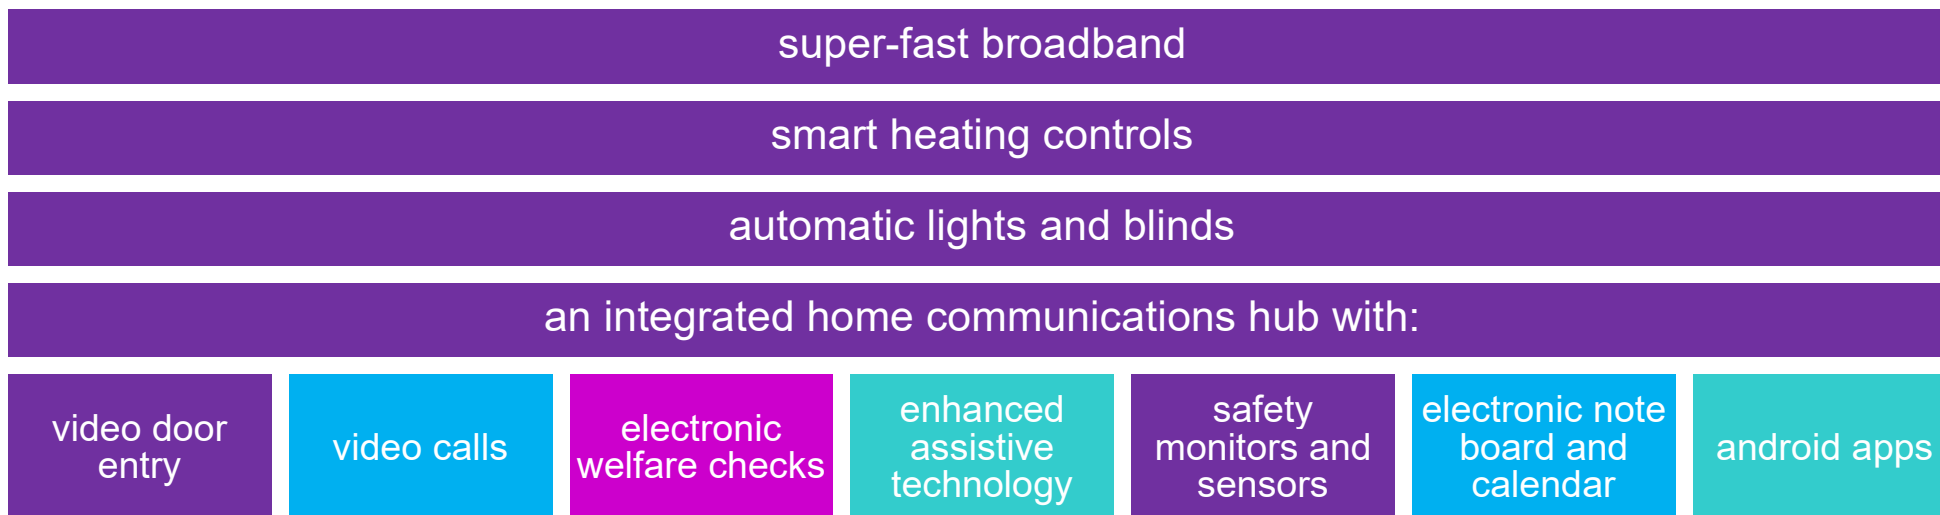 super-fast broadband
smart heating controls
automatic lights and blinds
an integrated home communications hub with:
video door
entry
video calls
electronic
welfare checks
enhanced
assistive
technology
safety
monitors and
sensors
electronic note
board and
calendar
android apps